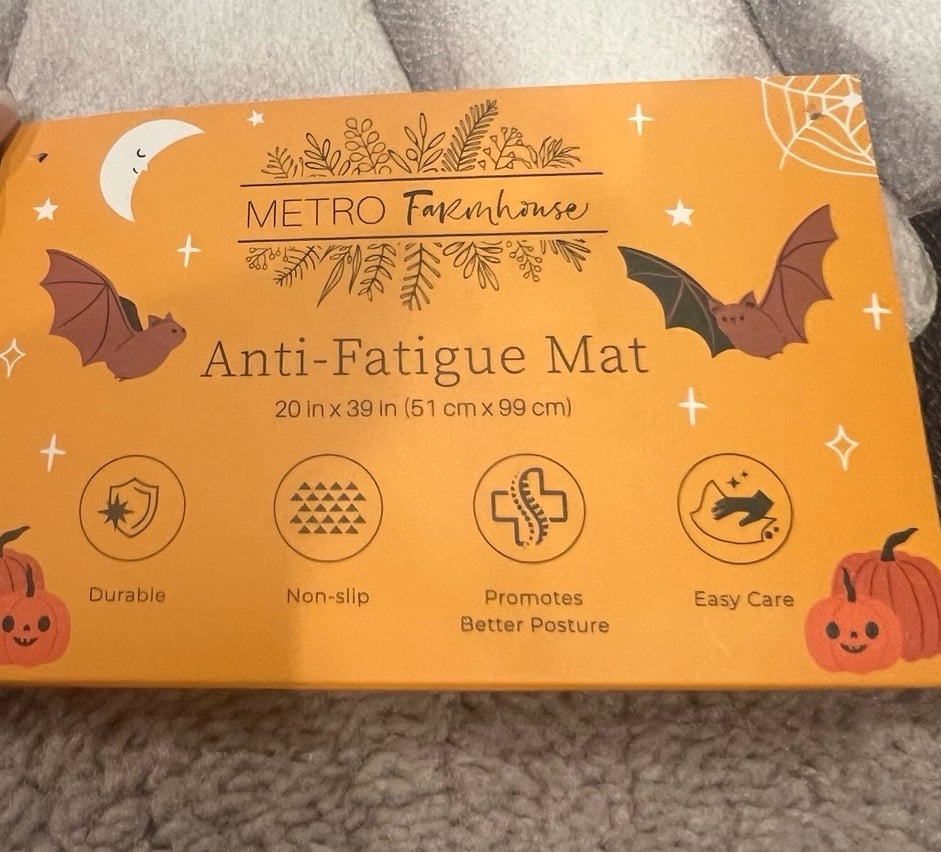 METRO Farmhouse
Anti-Fatigue Mat
20 in x 39 in (51 cm x 99 cm)
Durable
Non-slip
Promotes
Better Posture
Easy Care